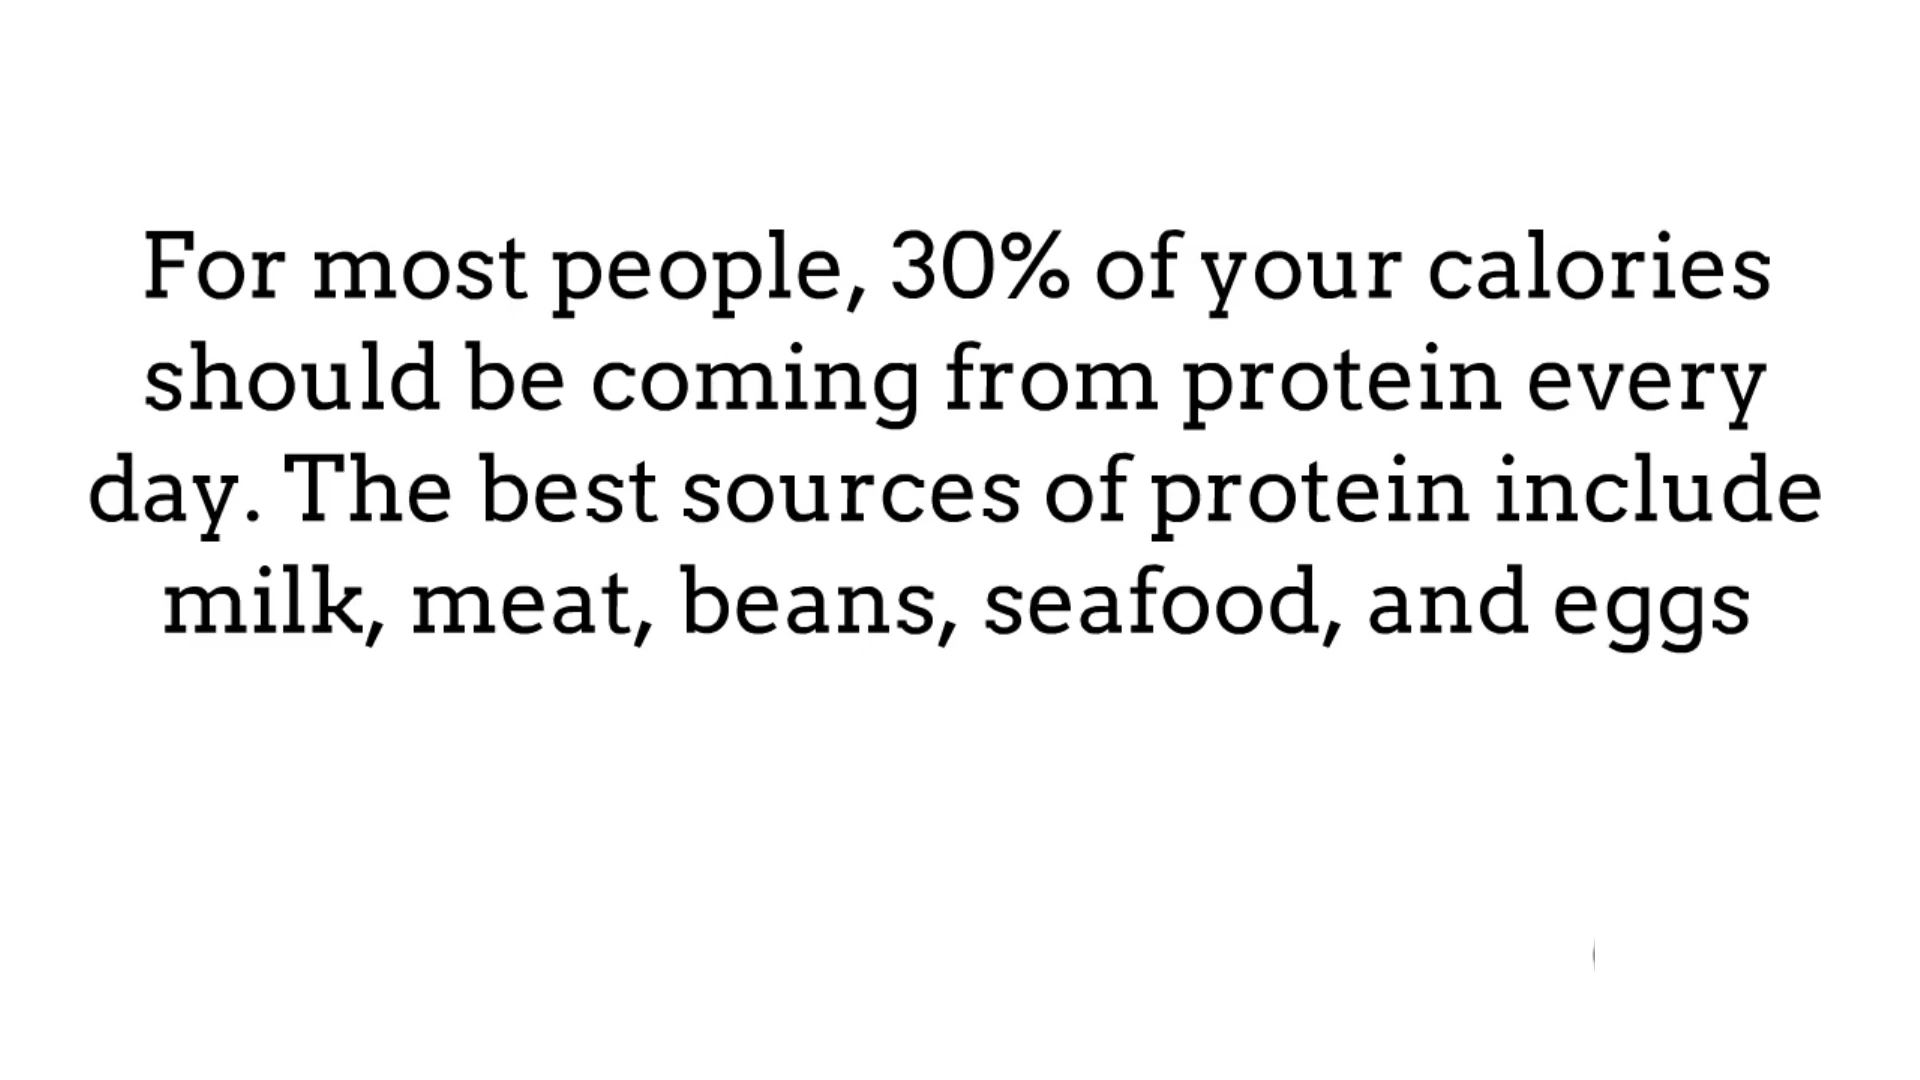 For most people, 30% of your calories
should be coming from protein every
day. The best sources of protein include
milk, meat, beans, seafood, and eggs